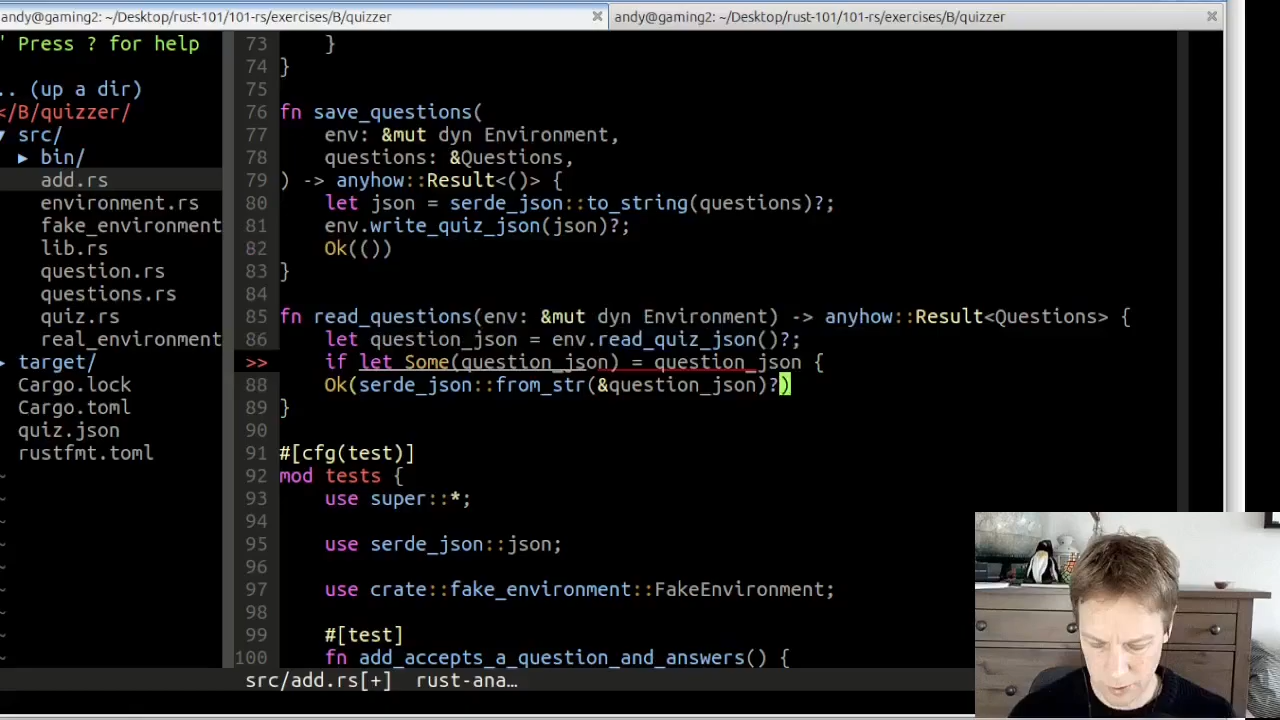 andy@gaming2: ~/Desktop/rust-101/101-rs/exercises/B/quizzer
andy@gaming2: ~/Desktop/rust-101/101-rs/exercises/B/quizzer
" Press ? for help
.. (up a dir)
</B/quizzer/
▼ src/
▶ bin/
add.rs
environment.rs
fake_environment
lib.rs
question.rs
questions.rs
quiz.rs
real_environment
▸ target/
Cargo.lock
Cargo.toml
quiz.json
rustfmt.toml
73     }
74 }
75
76 fn save_questions(
77     env: &mut dyn Environment,
78     questions: &Questions,
79 ) -> anyhow::Result<()> {
80     let json = serde_json::to_string(questions)?;
81     env.write_quiz_json(json)?;
82     Ok(())
83 }
84
85 fn read_questions(env: &mut dyn Environment) -> anyhow::Result<Questions> {
86     let question_json = env.read_quiz_json()?;
>>     if let Some(question_json) = question_json {
88     Ok(serde_json::from_str(&question_json)?)
89 }
90
91 #[cfg(test)]
92 mod tests {
93     use super::*;
94
95     use serde_json::json;
96
97     use crate::fake_environment::FakeEnvironment;
98
99     #[test]
100     fn add_accepts_a_question_and_answers() {
src/add.rs[+] rust-ana…